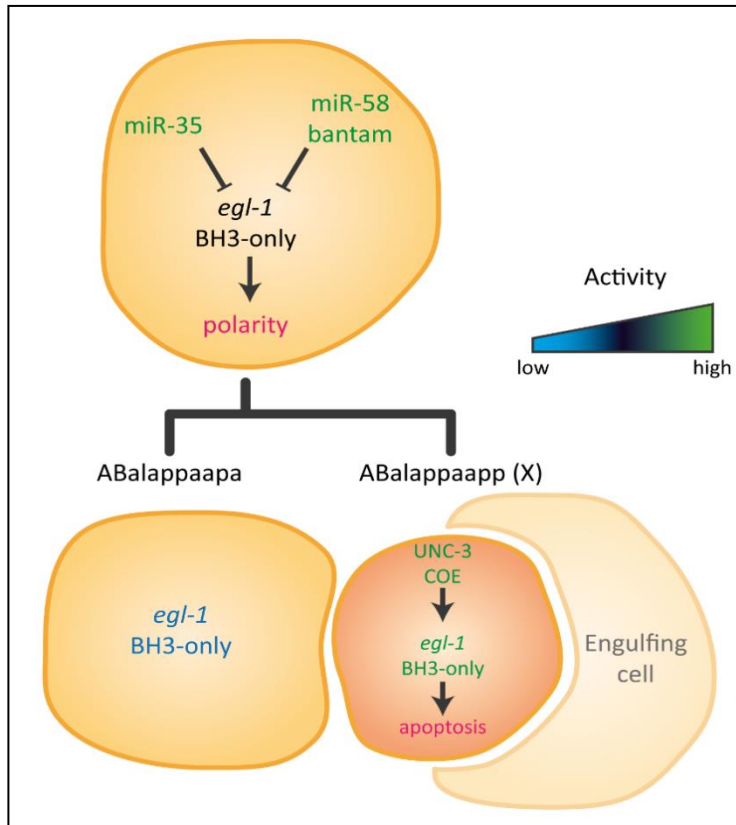 miR-35
miR-58
bantam
egl-1
BH3-only
polarity
Activity
low
high
ABalappaapa
ABalappaapp (X)
egl-1
BH3-only
UNC-3
COE
egl-1
BH3-only
apoptosis
Engulfing
cell